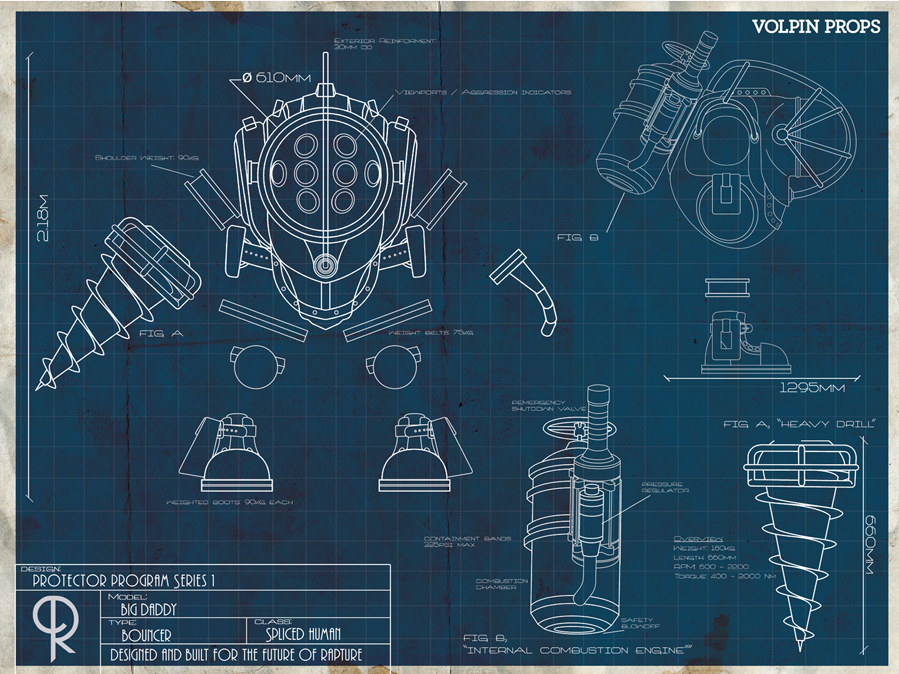 VOLPIN PROPS
EXTERIOR REINFORCEMENT:
20MM OD
Ø 610MM
VIEWPORTS / AGGRESSION INDICATORS
SHOULDER WEIGHT: 90KG
2.18M
FIG B
FIG A
WEIGHT BELTS 75KG
1295MM
REMERGENCY
SHUTDOWN VALVE
FIG A, "HEAVY DRILL"
PRESSURE
REGULATOR
WEIGHTED BOOTS 90KG EACH
660MM
CONTAINMENT BANDS
225PSI MAX
OVERVIEW
WEIGHT: 180KG
LENGTH: 660MM
RPM: 600 - 2200
TORQUE: 400 - 2000 NM
COMBUSTION
CHAMBER
SAFETY
BLOWOFF
FIG B,
"INTERNAL COMBUSTION ENGINE"
DESIGN:
PROTECTOR PROGRAM SERIES 1
MODEL:
BIG DADDY
TYPE:
BOUNCER
CLASS:
SPLICED HUMAN
DESIGNED AND BUILT FOR THE FUTURE OF RAPTURE